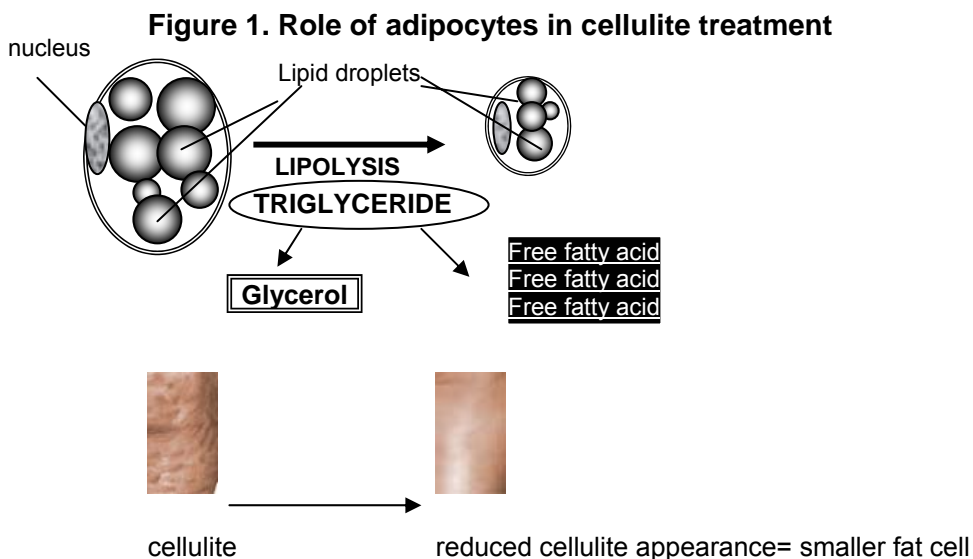 Figure 1. Role of adipocytes in cellulite treatment
nucleus
Lipid droplets
LIPOLYSIS
TRIGLYCERIDE
Glycerol
Free fatty acid
Free fatty acid
Free fatty acid
cellulite
reduced cellulite appearance= smaller fat cell